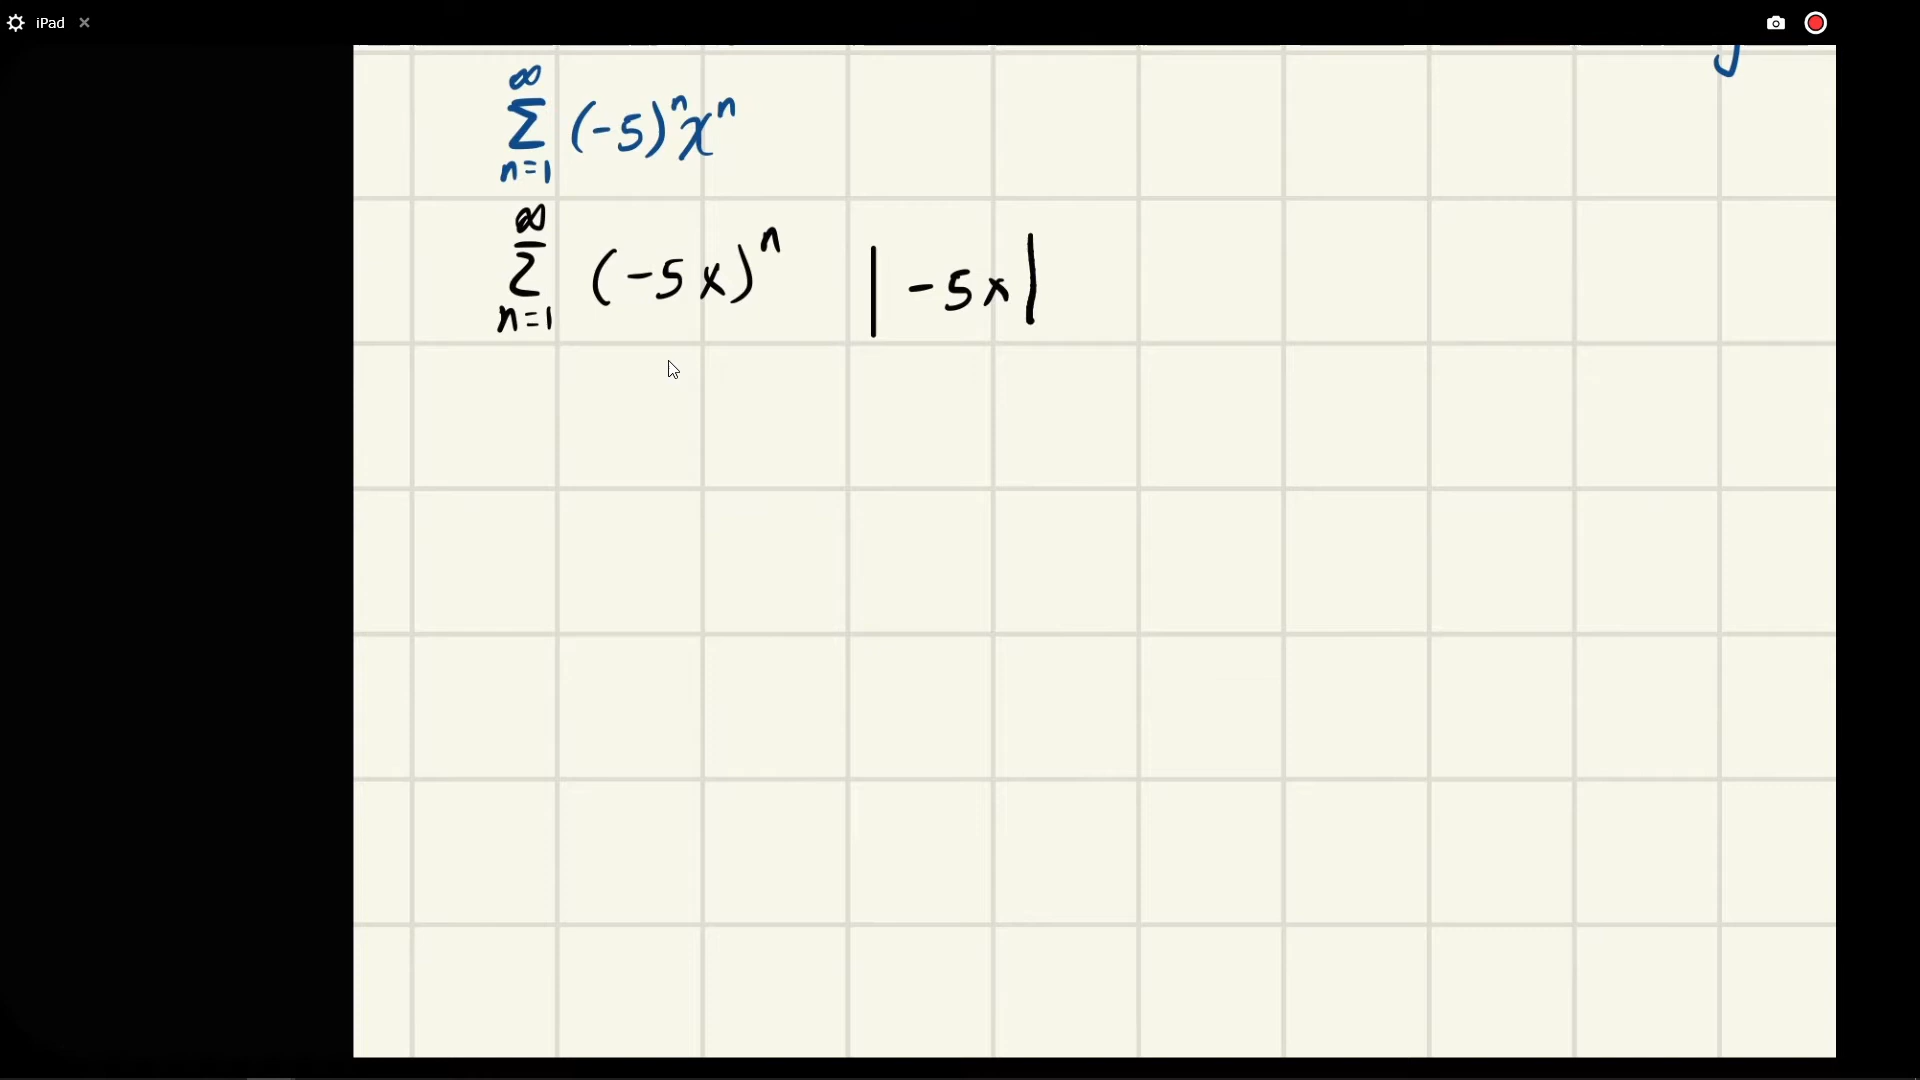 iPad
∞
Σ (-5)ⁿxⁿ
n=1
∞
Σ (-5x)ⁿ |-5x|
n=1